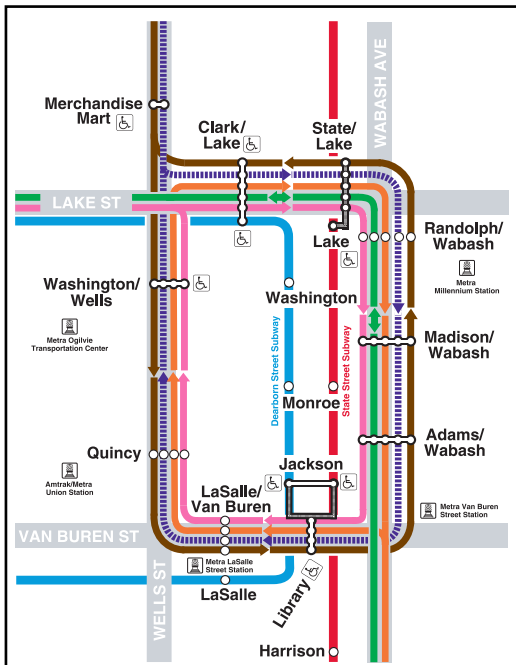 WABASH AVE
Merchandise
Mart
Clark/
Lake
State/
Lake
LAKE ST
Lake
Randolph/
Wabash
Metra
Millennium Station
Washington/
Wells
Washington
Metra Ogilvie
Transportation Center
Dearborn Street Subway
State Street Subway
Madison/
Wabash
Monroe
Quincy
Adams/
Wabash
Jackson
Amtrak/Metra
Union Station
LaSalle/
Van Buren
Metra Van Buren
Street Station
VAN BUREN ST
Metra LaSalle
Street Station
LaSalle
Library
WELLS ST
Harrison